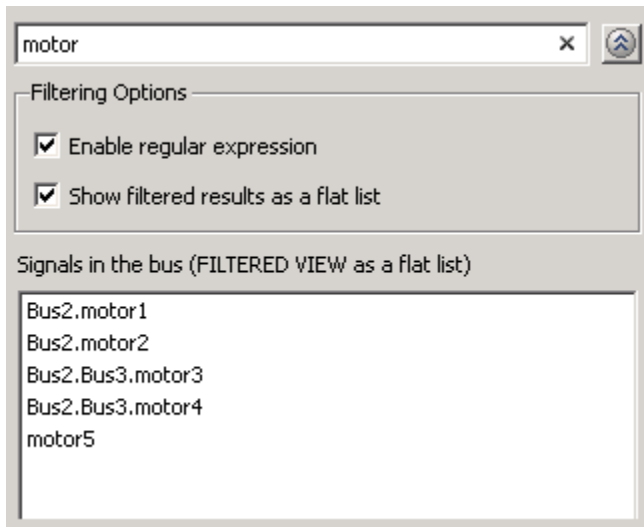 motor
Filtering Options
Enable regular expression
Show filtered results as a flat list
Signals in the bus (FILTERED VIEW as a flat list)
Bus2.motor1
Bus2.motor2
Bus2.Bus3.motor3
Bus2.Bus3.motor4
motor5